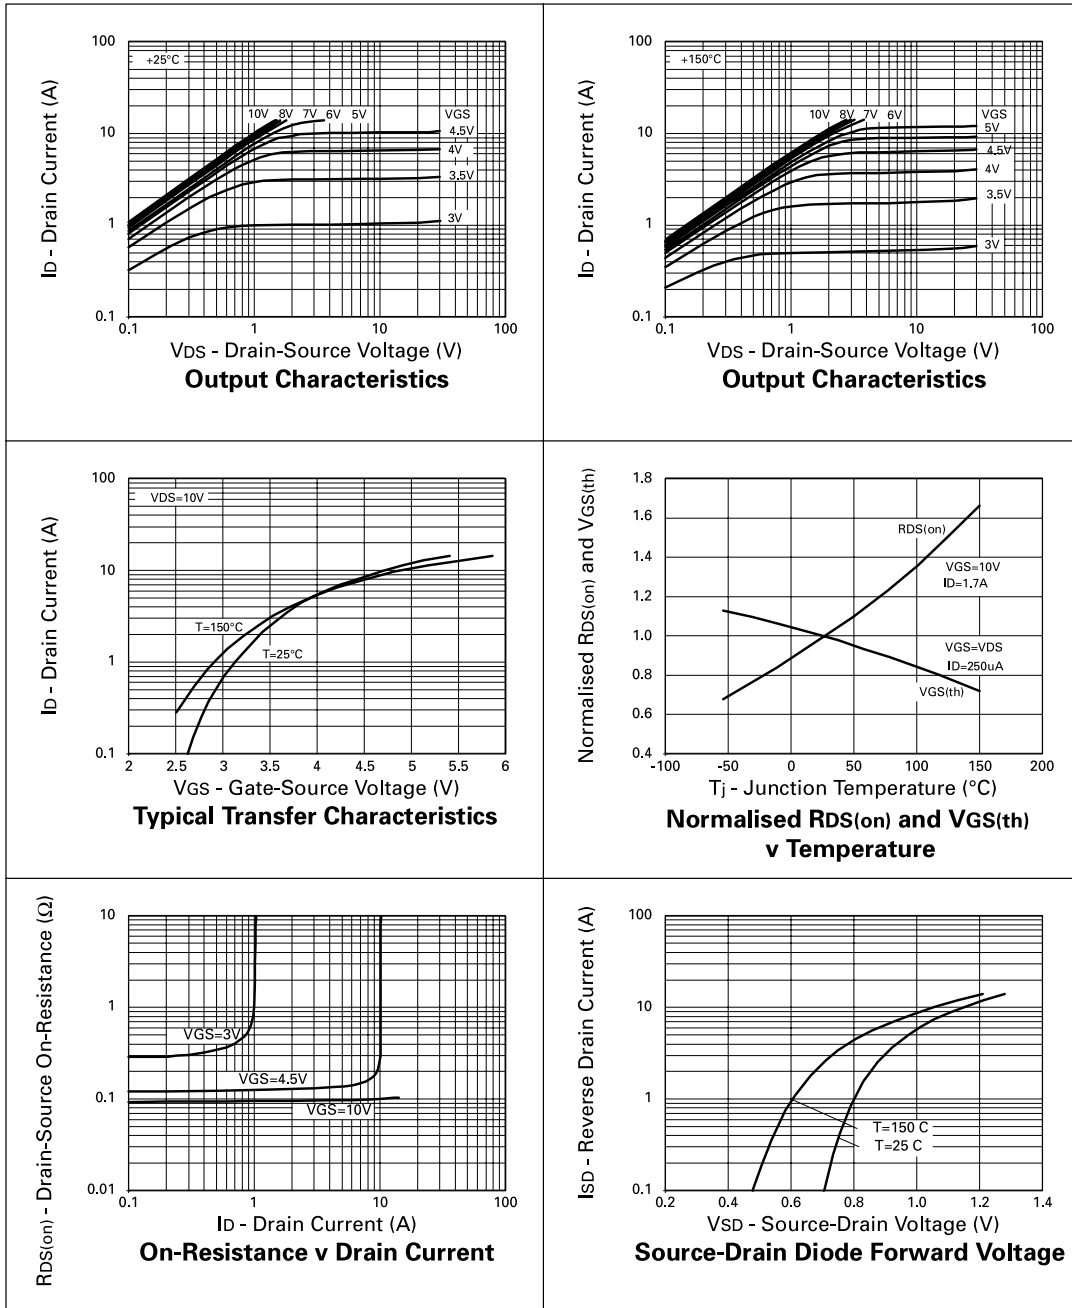 100
10
1
0.1
ID - Drain Current (A)
+25°C
10V 8V 7V 6V 5V
VGS
4.5V
4V
3.5V
3V
0.1 1 10 100
VDS - Drain-Source Voltage (V)
Output Characteristics
100
10
1
0.1
ID - Drain Current (A)
+150°C
10V 8V 7V 6V
VGS
5V
4.5V
4V
3.5V
3V
0.1 1 10 100
VDS - Drain-Source Voltage (V)
Output Characteristics
100
10
1
0.1
ID - Drain Current (A)
VDS=10V
T=150°C
T=25°C
2 2.5 3 3.5 4 4.5 5 5.5 6
VGS - Gate-Source Voltage (V)
Typical Transfer Characteristics
1.8
1.6
1.4
1.2
1.0
0.8
0.6
0.4
Normalised RDS(on) and VGS(th)
RDS(on)
VGS=10V
ID=1.7A
VGS=VDS
ID=250uA
VGS(th)
-100 -50 0 50 100 150 200
Tj - Junction Temperature (°C)
Normalised RDS(on) and VGS(th)
v Temperature
10
1
0.1
0.01
RDS(on) - Drain-Source On-Resistance (Ω)
VGS=3V
VGS=4.5V
VGS=10V
0.1 1 10 100
ID - Drain Current (A)
On-Resistance v Drain Current
100
10
1
0.1
ISD - Reverse Drain Current (A)
T=150 C
T=25 C
0.2 0.4 0.6 0.8 1.0 1.2 1.4
VSD - Source-Drain Voltage (V)
Source-Drain Diode Forward Voltage